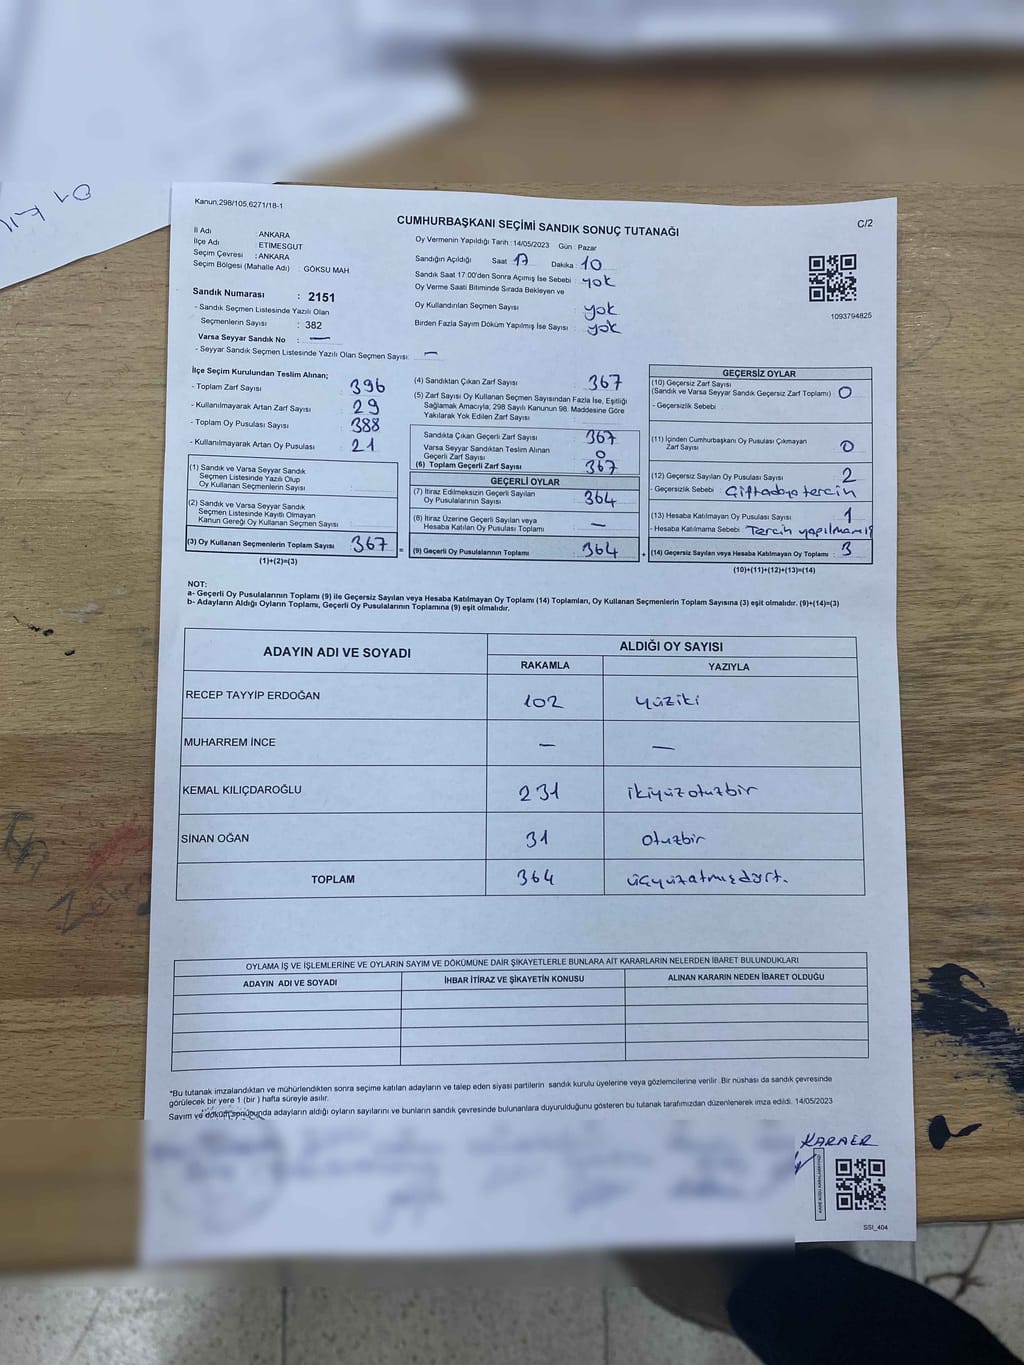 Kanun,298/105,6271/18-1
C/2
CUMHURBAŞKANI SEÇİMİ SANDIK SONUÇ TUTANAĞI
İl Adı : ANKARA
İlçe Adı : ETIMESGUT
Seçim Çevresi : ANKARA
Seçim Bölgesi (Mahalle Adı) : GÖKSU MAH
Sandık Numarası : 2151
- Sandık Seçmen Listesinde Yazılı Olan
Seçmenlerin Sayısı : 382
Varsa Seyyar Sandık No : —
- Seyyar Sandık Seçmen Listesinde Yazılı Olan Seçmen Sayısı: —
Oy Vermenin Yapıldığı Tarih : 14/05/2023 Gün : Pazar
Sandığın Açıldığı Saat 17 Dakika : 10
Sandık Saat 17.00'den Sonra Açımış İse Sebebi : yok
Oy Verme Saati Bitiminde Sırada Bekleyen ve
Oy Kullandırılan Seçmen Sayısı : yok
Birden Fazla Sayım Döküm Yapılmış İse Sayısı : yok
1093794825
İlçe Seçim Kurulundan Teslim Alınan;
- Toplam Zarf Sayısı : 396
- Kullanılmayarak Artan Zarf Sayısı : 29
- Toplam Oy Pusulası Sayısı : 388
- Kullanılmayarak Artan Oy Pusulası : 21
(1) Sandık ve Varsa Seyyar Sandık
Seçmen Listesinde Yazılı Olup
Oy Kullanan Seçmenlerin Sayısı :
(2) Sandık ve Varsa Seyyar Sandık
Seçmen Listesinde Kayıtlı Olmayan
Kanun Gereği Oy Kullanan Seçmen Sayısı :
(3) Oy Kullanan Seçmenlerin Toplam Sayısı 367
(1)+(2)=(3)
(4) Sandıktan Çıkan Zarf Sayısı : 367
(5) Zarf Sayısı Oy Kullanan Seçmen Sayısından Fazla İse, Eşitliği
Sağlamak Amacıyla, 298 Sayılı Kanunun 98. Maddesine Göre
Yakılarak Yok Edilen Zarf Sayısı :
Sandıkta Çıkan Geçerli Zarf Sayısı : 367
Varsa Seyyar Sandıktan Teslim Alınan
Geçerli Zarf Sayısı : 0
(6) Toplam Geçerli Zarf Sayısı : 367
GEÇERLİ OYLAR
(7) İtiraz Edilmeksizin Geçerli Sayılan
Oy Pusulalarının Sayısı : 364
(8) İtiraz Üzerine Geçerli Sayılan veya
Hesaba Katılan Oy Pusulası Toplamı : —
= (9) Geçerli Oy Pusulalarının Toplamı : 364
GEÇERSİZ OYLAR
(10) Geçersiz Zarf Sayısı
(Sandık ve Varsa Seyyar Sandık Geçersiz Zarf Toplamı) : 0
- Geçersizlik Sebebi :
(11) İçinden Cumhurbaşkanı Oy Pusulası Çıkmayan
Zarf Sayısı : 0
(12) Geçersiz Sayılan Oy Pusulası Sayısı : 2
- Geçersizlik Sebebi : Çiftadaya tercih
(13) Hesaba Katılmayan Oy Pusulası Sayısı : 1
- Hesaba Katılmama Sebebi : Tercih yapılmamış
+ (14) Geçersiz Sayılan veya Hesaba Katılmayan Oy Toplamı : 3
(10)+(11)+(12)+(13)=(14)
NOT:
a- Geçerli Oy Pusulalarının Toplamı (9) ile Geçersiz Sayılan veya Hesaba Katılmayan Oy Toplamı (14) Toplamları, Oy Kullanan Seçmenlerin Toplam Sayısına (3) eşit olmalıdır. (9)+(14)=(3)
b- Adayların Aldığı Oyların Toplamı, Geçerli Oy Pusulalarının Toplamına (9) eşit olmalıdır.
ADAYIN ADI VE SOYADI ALDIĞI OY SAYISI
RAKAMLA YAZIYLA
RECEP TAYYİP ERDOĞAN 102 yüziki
MUHARREM İNCE — —
KEMAL KILIÇDAROĞLU 231 ikiyüzotuzbir
SİNAN OĞAN 31 otuzbir
TOPLAM 364 üçyüzatmışdört.
OYLAMA İŞ VE İŞLEMLERİNE VE OYLARIN SAYIM VE DÖKÜMÜNE DAİR ŞİKAYETLERLE BUNLARA AİT KARARLARIN NELERDEN İBARET BULUNDUKLARI
ADAYIN ADI VE SOYADI İHBAR İTİRAZ VE ŞİKAYETİN KONUSU ALINAN KARARIN NEDEN İBARET OLDUĞU
*Bu tutanak imzalandıktan ve mühürlendikten sonra seçime katılan adayların ve talep eden siyasi partilerin sandık kurulu üyelerine veya gözlemcilerine verilir. Bir nüshası da sandık çevresinde
görülecek bir yere 1 (bir ) hafta süreyle asılır.
Sayım ve döküm sonucunda adayların aldığı oyların sayılarını ve bunların sandık çevresinde bulunanlara duyurulduğunu gösteren bu tutanak tarafımızdan düzenlenerek imza edildi. 14/05/2023
KARAER
SSI_404